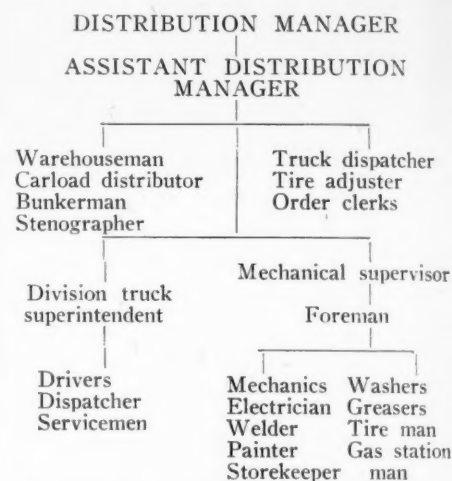 DISTRIBUTION MANAGER
ASSISTANT DISTRIBUTION
MANAGER
Warehouseman
Carload distributor
Bunkerman
Stenographer
Truck dispatcher
Tire adjuster
Order clerks
Division truck
superintendent
Drivers
Dispatcher
Servicemen
Mechanical supervisor
Foreman
Mechanics
Electrician
Welder
Painter
Storekeeper
Washers
Greasers
Tire man
Gas station
man